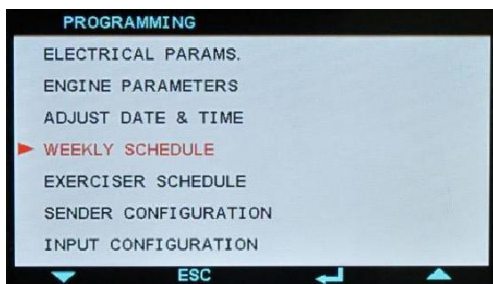 PROGRAMMING
ELECTRICAL PARAMS.
ENGINE PARAMETERS
ADJUST DATE & TIME
WEEKLY SCHEDULE
EXERCISER SCHEDULE
SENDER CONFIGURATION
INPUT CONFIGURATION
ESC